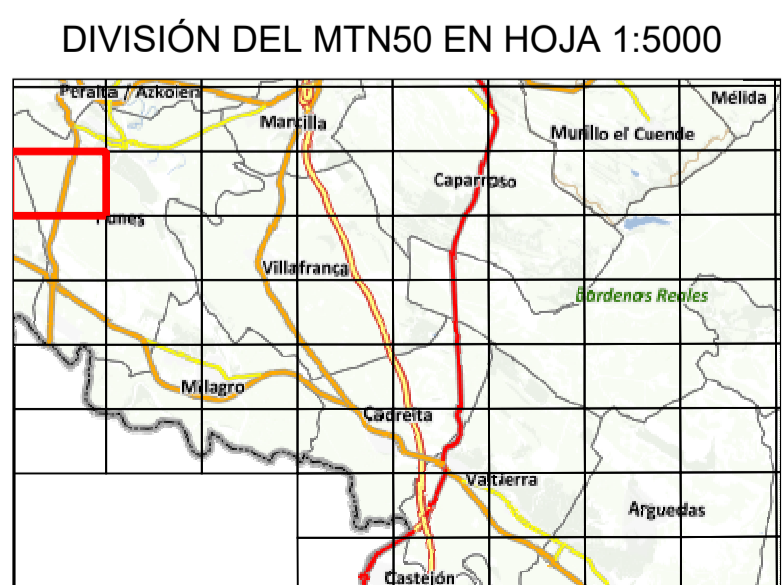 DIVISIÓN DEL MTN50 EN HOJA 1:5000
Peralta / Azkoien
Mélida
Marcilla
Murillo el Cuende
Caparroso
Funes
Villafranca
Bardenas Reales
Milagro
Cadreita
Valtierra
Arguedas
Castejón